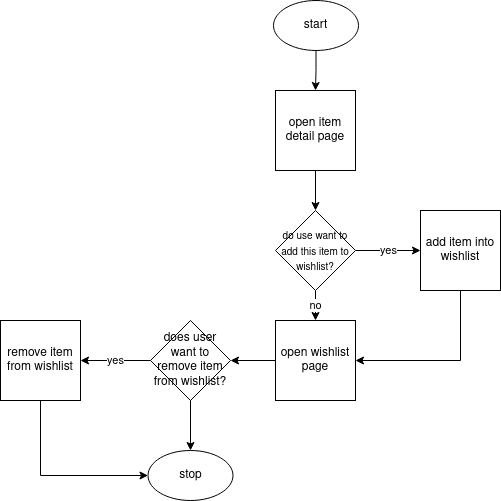 start
open item
detail page
do use want to
add this item to
wishlist?
yes
add item into
wishlist
no
does user
want to
remove item
from wishlist?
yes
remove item
from wishlist
open wishlist
page
stop